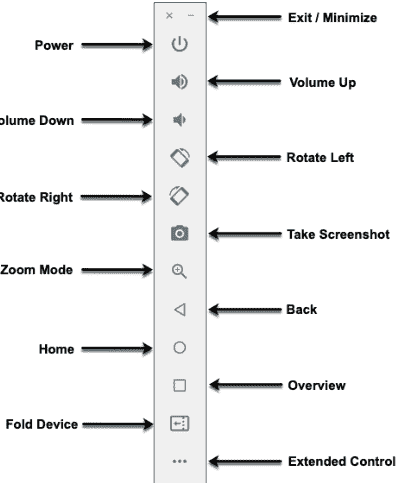 Exit / Minimize
Power
Volume Up
olume Down
Rotate Left
Rotate Right
Take Screenshot
Zoom Mode
Back
Home
Overview
Fold Device
Extended Control